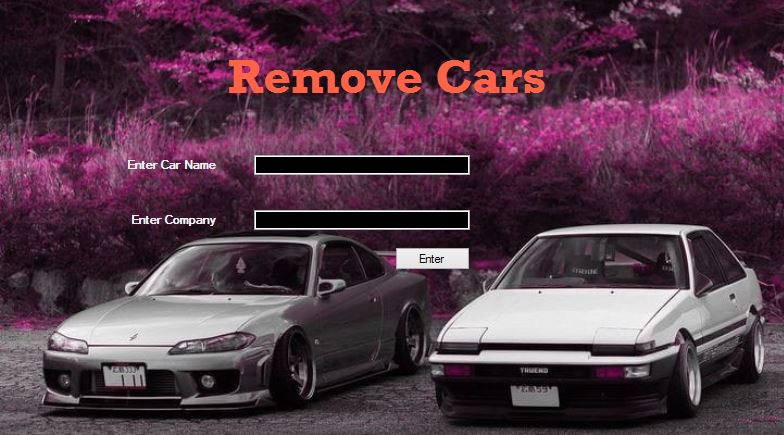 Remove Cars
Enter Car Name
Enter Company
Enter
TRUENO